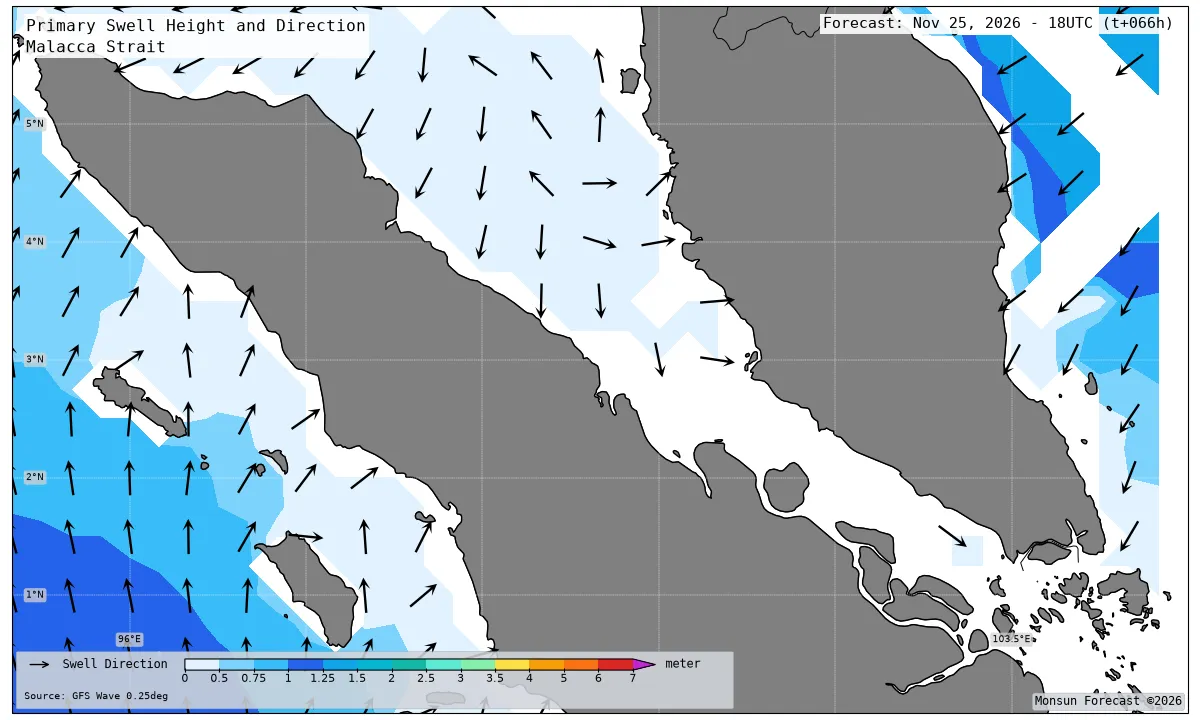 Primary Swell Height and Direction
Malacca Strait
Forecast: Nov 25, 2026 - 18UTC (t+066h)
5°N
4°N
3°N
2°N
1°N
96°E
103.5°E
Swell Direction
meter
0 0.5 0.75 1 1.25 1.5 2 2.5 3 3.5 4 5 6 7
Source: GFS Wave 0.25deg
Monsun Forecast ©2026